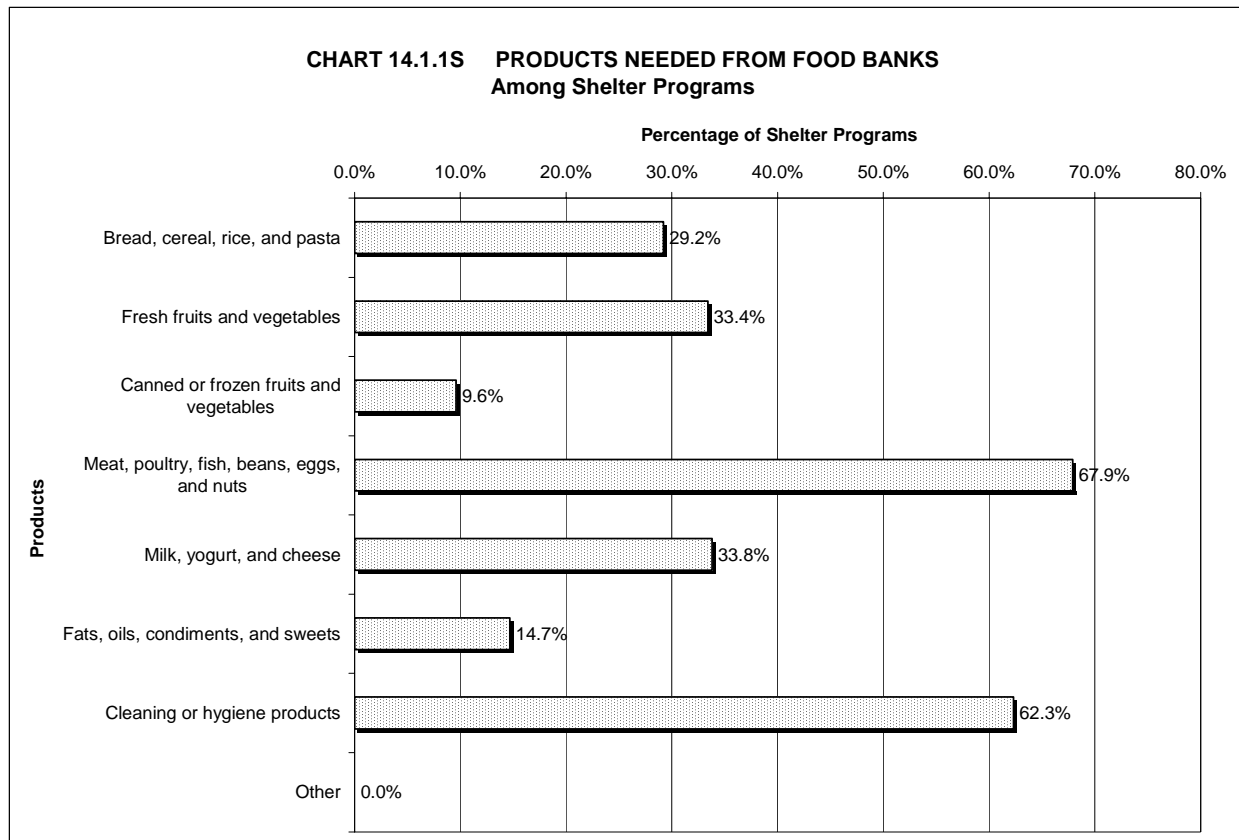 CHART 14.1.1S PRODUCTS NEEDED FROM FOOD BANKS
Among Shelter Programs
Percentage of Shelter Programs
0.0% 10.0% 20.0% 30.0% 40.0% 50.0% 60.0% 70.0% 80.0%
Bread, cereal, rice, and pasta 29.2%
Fresh fruits and vegetables 33.4%
Canned or frozen fruits and
vegetables 9.6%
Meat, poultry, fish, beans, eggs,
and nuts 67.9%
Milk, yogurt, and cheese 33.8%
Fats, oils, condiments, and sweets 14.7%
Cleaning or hygiene products 62.3%
Other 0.0%
Products